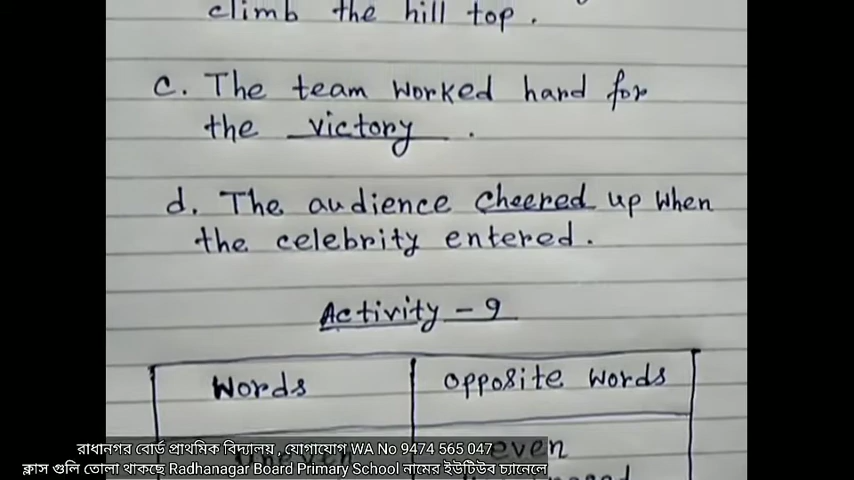 climb the hill top.
c. The team worked hard for
the victory.
d. The audience cheered up when
the celebrity entered.
Activity - 9
Words
opposite words
uneven
even
রাধানগর বোর্ড প্রাথমিক বিদ্যালয়, যোগাযোগ WA No 9474 565 047
ক্লাস গুলি তোলা থাকছে Radhanagar Board Primary School নামের ইউটিউব চ্যানেলে